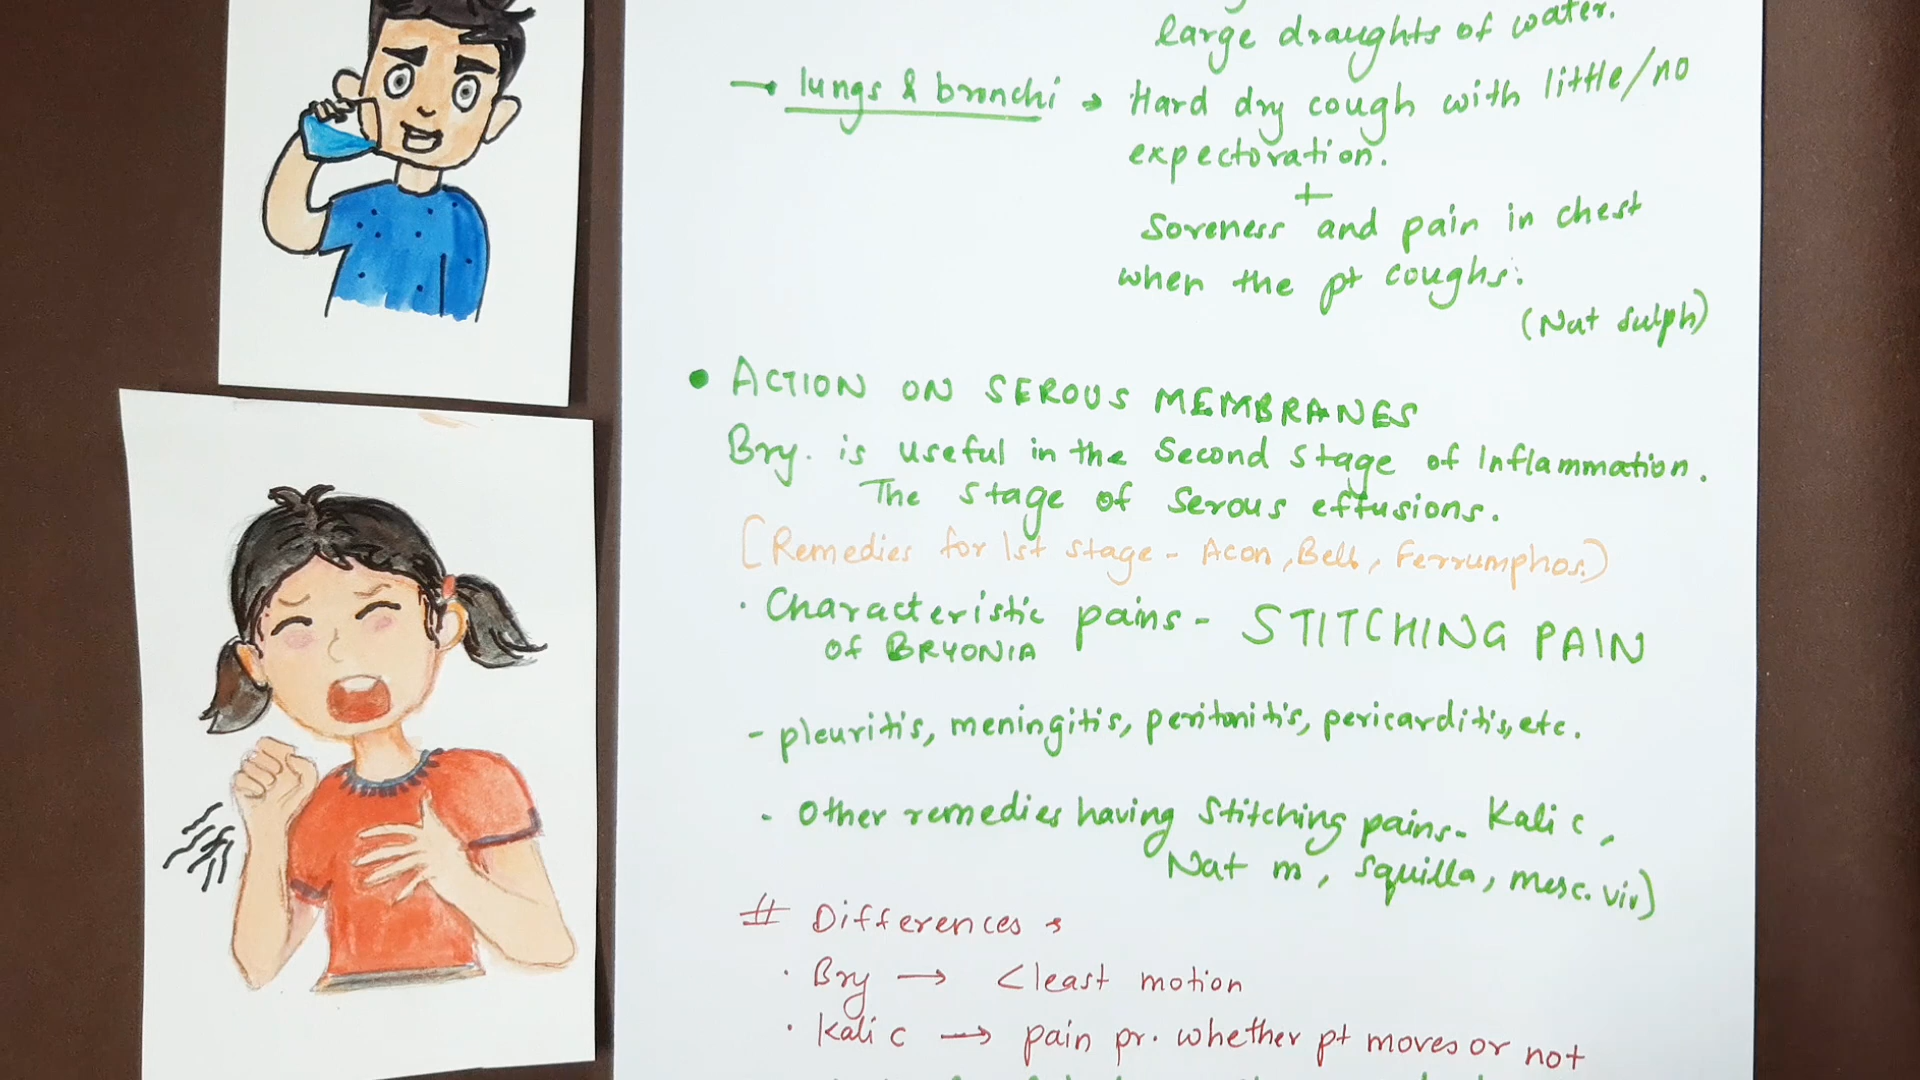 large draughts of water.
→ lungs & bronchi → Hard dry cough with little/no
expectoration.
+
Soreness and pain in chest
when the pt coughs.
(Nat sulph)
• ACTION ON SEROUS MEMBRANES
Bry. is useful in the Second stage of Inflammation.
The stage of serous effusions.
[Remedies for 1st stage - Acon, Bell, Ferrumphos.)
· Characteristic pains - STITCHING PAIN
of BRYONIA
- pleuritis, meningitis, peritonitis, pericarditis, etc.
- Other remedies having Stitching pains- Kali c,
Nat m, Squilla, mesc. viv)
# Differences →
· Bry → < least motion
· Kali c → pain pr. whether pt moves or not